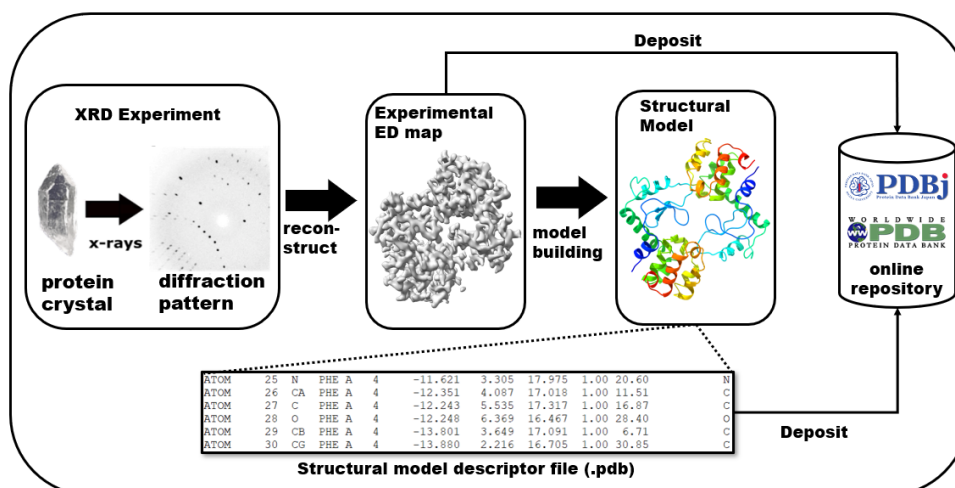 Deposit
XRD Experiment
x-rays
protein
crystal
diffraction
pattern
recon-
struct
Experimental
ED map
model
building
Structural
Model
PDBj
Protein Data Bank Japan
WORLDWIDE
PDB
PROTEIN DATA BANK
online
repository
ATOM 25 N PHE A 4 -11.621 3.305 17.975 1.00 20.60 N
ATOM 26 CA PHE A 4 -12.351 4.087 17.018 1.00 11.51 C
ATOM 27 C PHE A 4 -12.243 5.535 17.317 1.00 16.87 C
ATOM 28 O PHE A 4 -12.248 6.369 16.467 1.00 28.40 O
ATOM 29 CB PHE A 4 -13.801 3.649 17.091 1.00 6.71 C
ATOM 30 CG PHE A 4 -13.880 2.216 16.705 1.00 30.85 C
Deposit
Structural model descriptor file (.pdb)